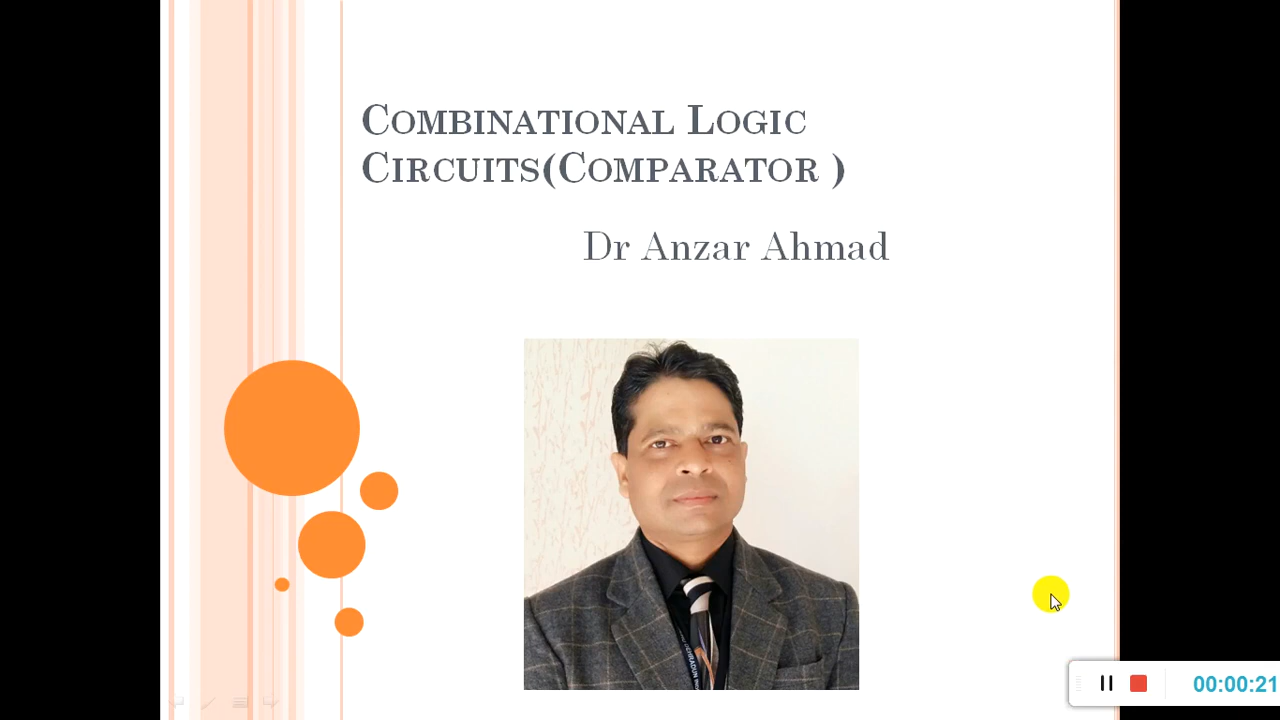 COMBINATIONAL LOGIC
CIRCUITS(COMPARATOR )
Dr Anzar Ahmad
00:00:21